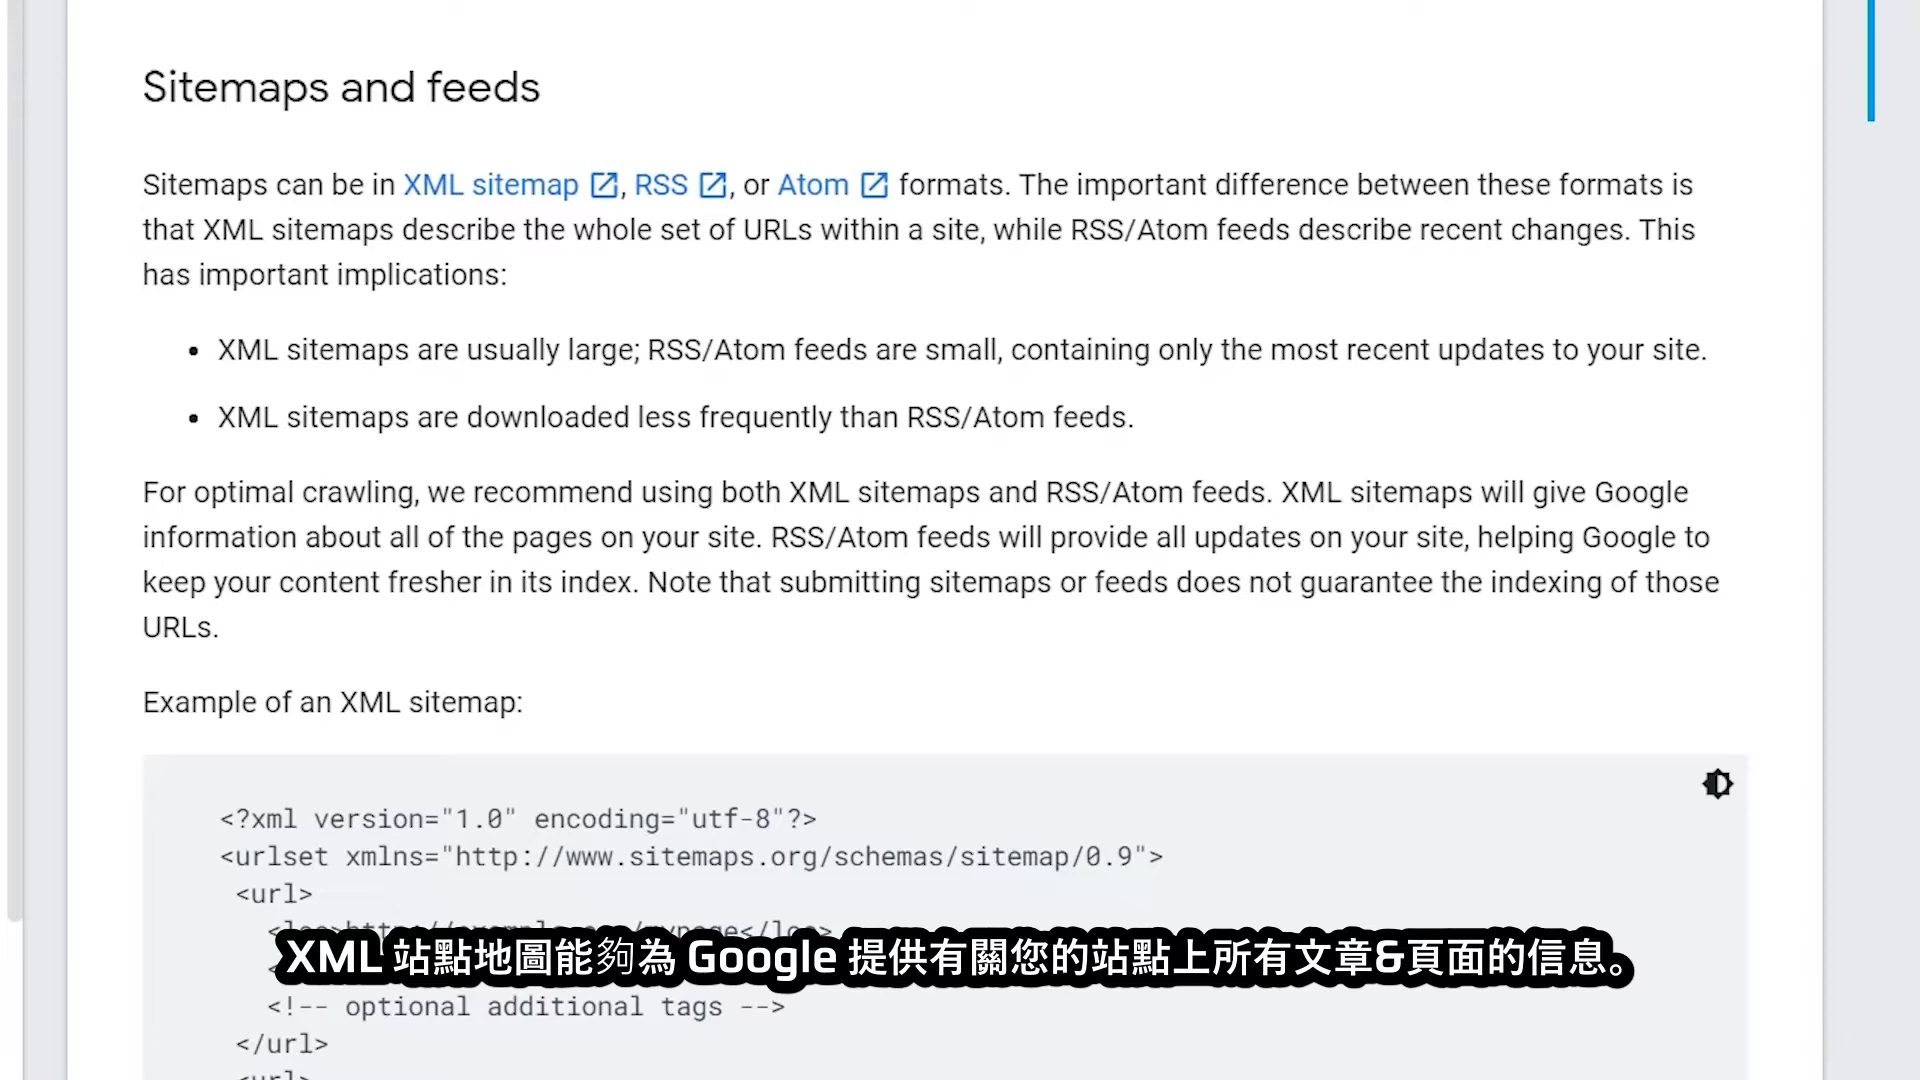 Sitemaps and feeds
Sitemaps can be in XML sitemap, RSS, or Atom formats. The important difference between these formats is
that XML sitemaps describe the whole set of URLs within a site, while RSS/Atom feeds describe recent changes. This
has important implications:
• XML sitemaps are usually large; RSS/Atom feeds are small, containing only the most recent updates to your site.
• XML sitemaps are downloaded less frequently than RSS/Atom feeds.
For optimal crawling, we recommend using both XML sitemaps and RSS/Atom feeds. XML sitemaps will give Google
information about all of the pages on your site. RSS/Atom feeds will provide all updates on your site, helping Google to
keep your content fresher in its index. Note that submitting sitemaps or feeds does not guarantee the indexing of those
URLs.
Example of an XML sitemap:
<?xml version="1.0" encoding="utf-8"?>
<urlset xmlns="http://www.sitemaps.org/schemas/sitemap/0.9">
<url>
XML 站點地圖能夠為 Google 提供有關您的站點上所有文章&頁面的信息。
<!-- optional additional tags -->
</url>
<url>